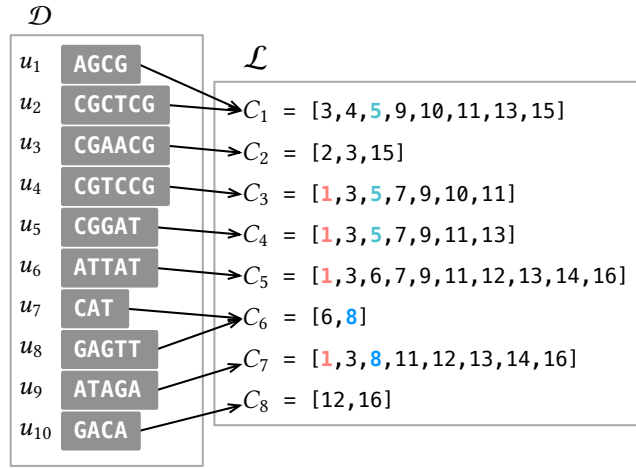 𝒟
ℒ
u₁ AGCG
u₂ CGCTCG
u₃ CGAACG
u₄ CGTCCG
u₅ CGGAT
u₆ ATTAT
u₇ CAT
u₈ GAGTT
u₉ ATAGA
u₁₀ GACA
C₁ = [3,4,5,9,10,11,13,15]
C₂ = [2,3,15]
C₃ = [1,3,5,7,9,10,11]
C₄ = [1,3,5,7,9,11,13]
C₅ = [1,3,6,7,9,11,12,13,14,16]
C₆ = [6,8]
C₇ = [1,3,8,11,12,13,14,16]
C₈ = [12,16]